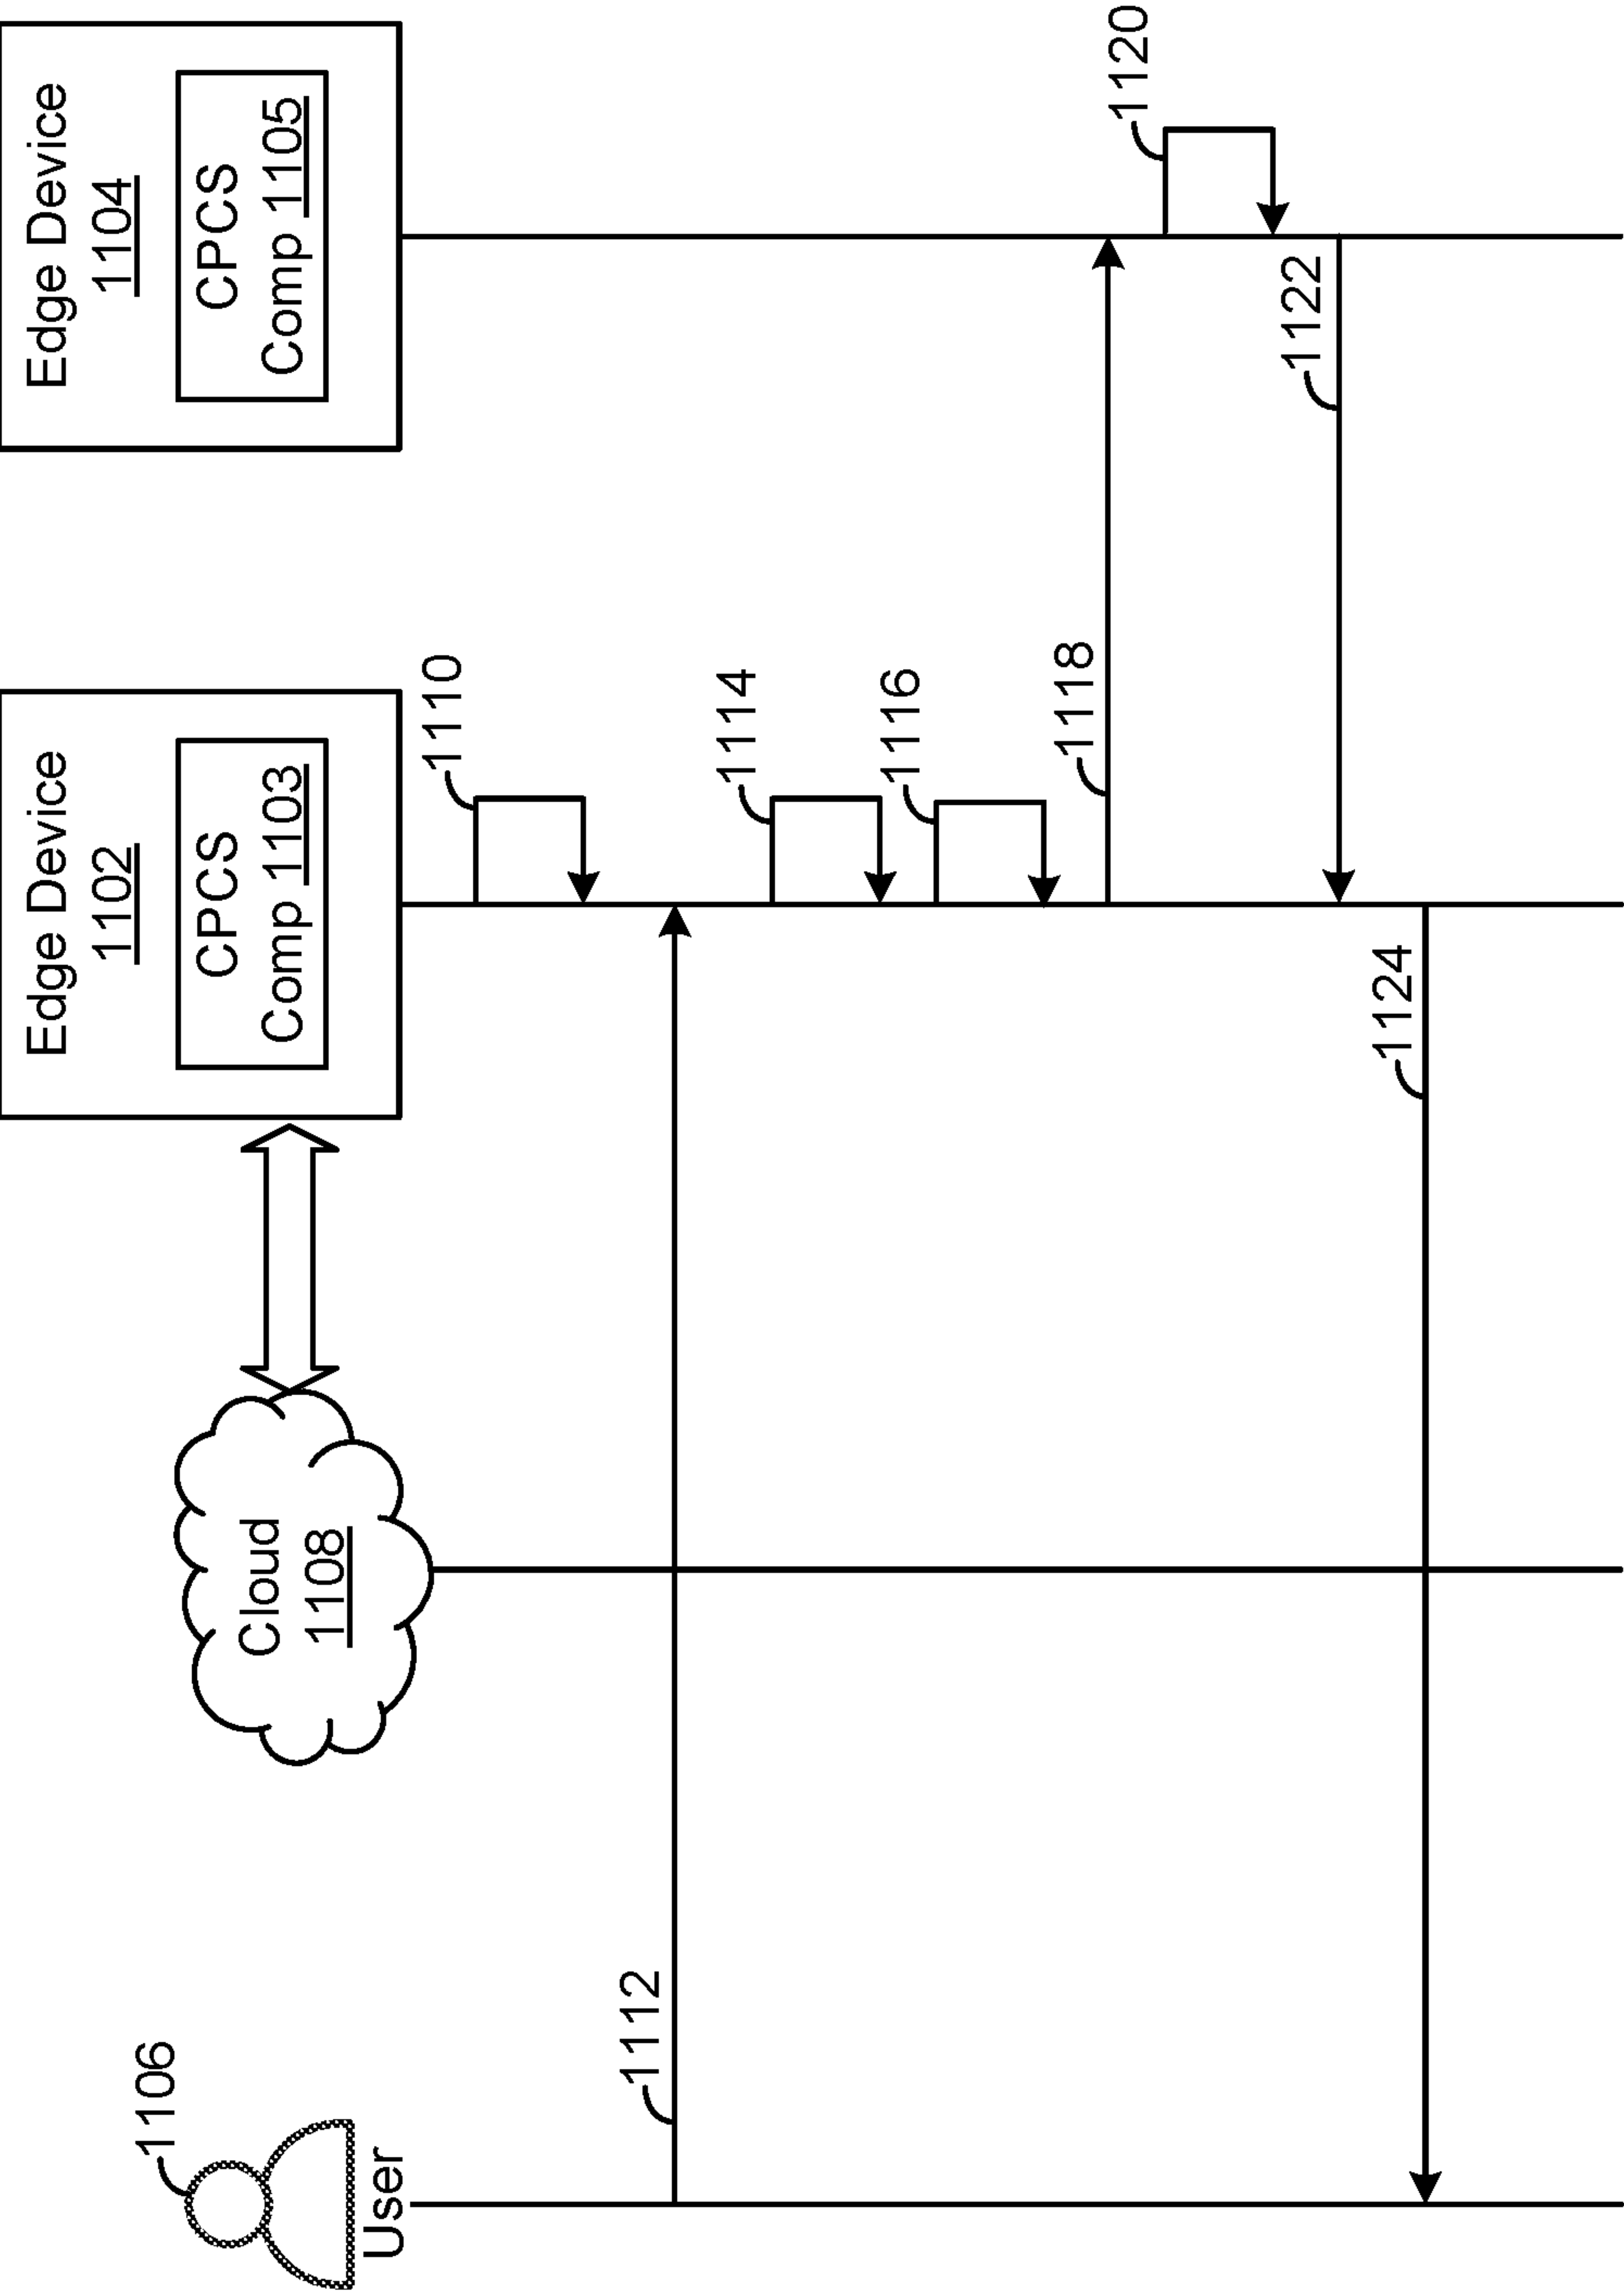 1106
User
Cloud
1108
Edge Device
1102
CPCS
Comp 1103
Edge Device
1104
CPCS
Comp 1105
1110
1112
1114
1116
1118
1120
1122
1124